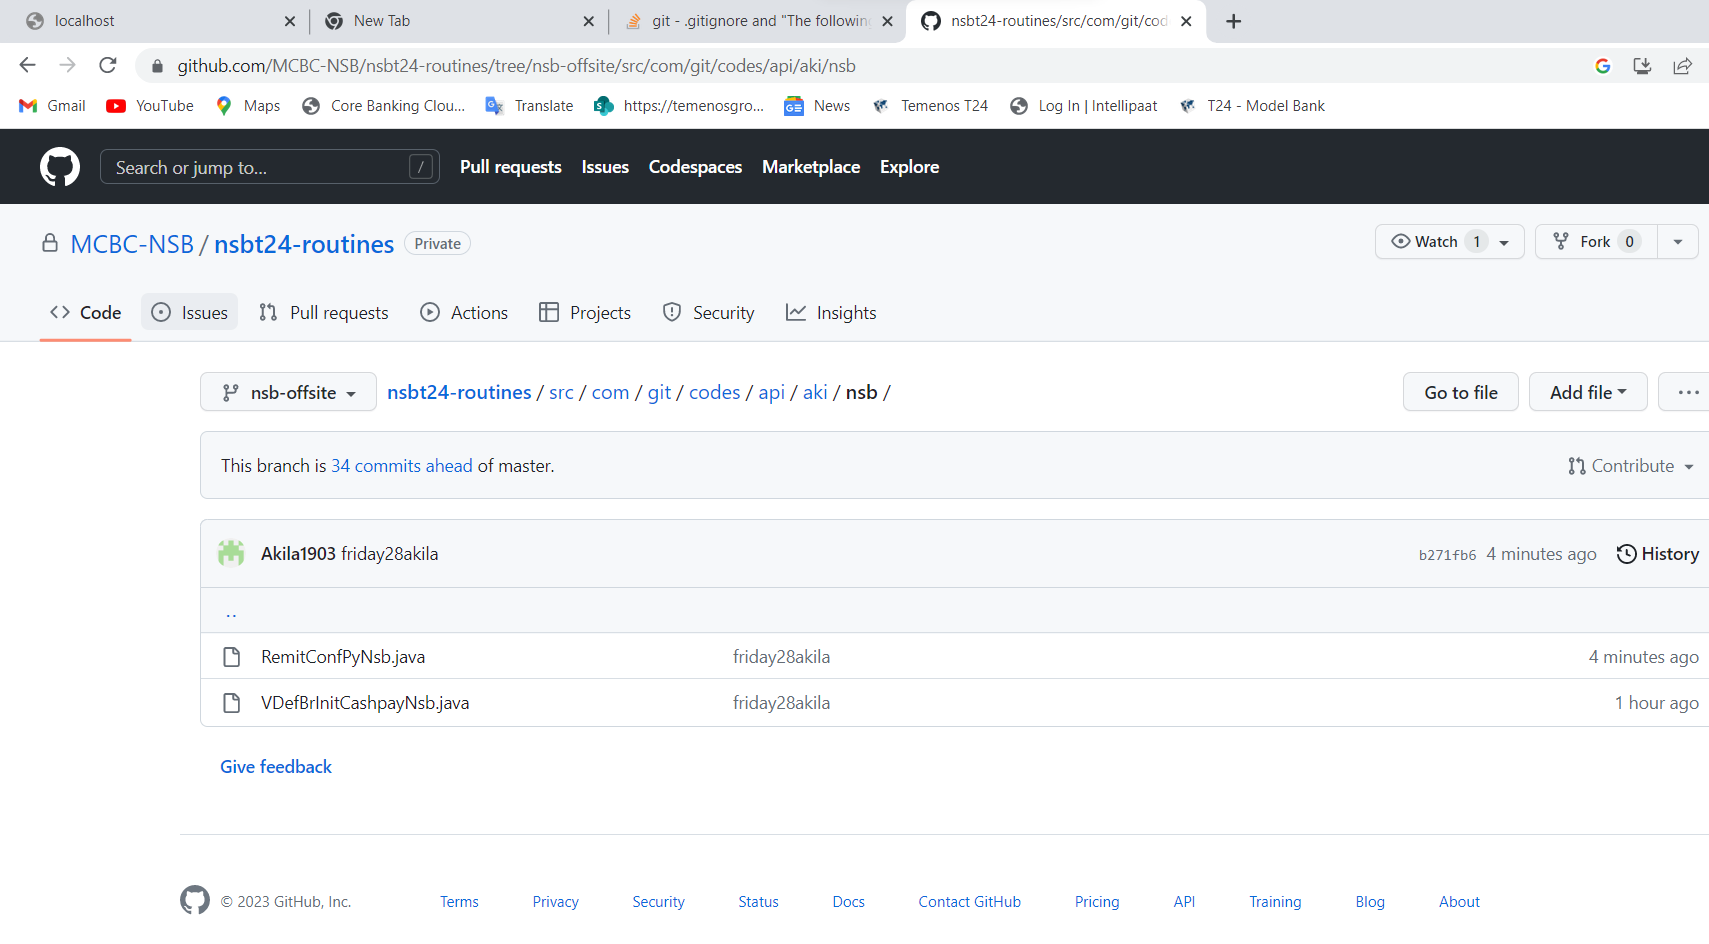 localhost New Tab git - .gitignore and "The following nsbt24-routines/src/com/git/cod
github.com/MCBC-NSB/nsbt24-routines/tree/nsb-offsite/src/com/git/codes/api/aki/nsb
Gmail YouTube Maps Core Banking Clou... Translate https://temenosgro... News Temenos T24 Log In | Intellipaat T24 - Model Bank
Search or jump to... / Pull requests Issues Codespaces Marketplace Explore
MCBC-NSB / nsbt24-routines Private Watch 1 Fork 0
Code Issues Pull requests Actions Projects Security Insights
nsb-offsite nsbt24-routines / src / com / git / codes / api / aki / nsb / Go to file Add file ...
This branch is 34 commits ahead of master. Contribute
Akila1903 friday28akila b271fb6 4 minutes ago History
..
RemitConfPyNsb.java friday28akila 4 minutes ago
VDefBrInitCashpayNsb.java friday28akila 1 hour ago
Give feedback
© 2023 GitHub, Inc. Terms Privacy Security Status Docs Contact GitHub Pricing API Training Blog About